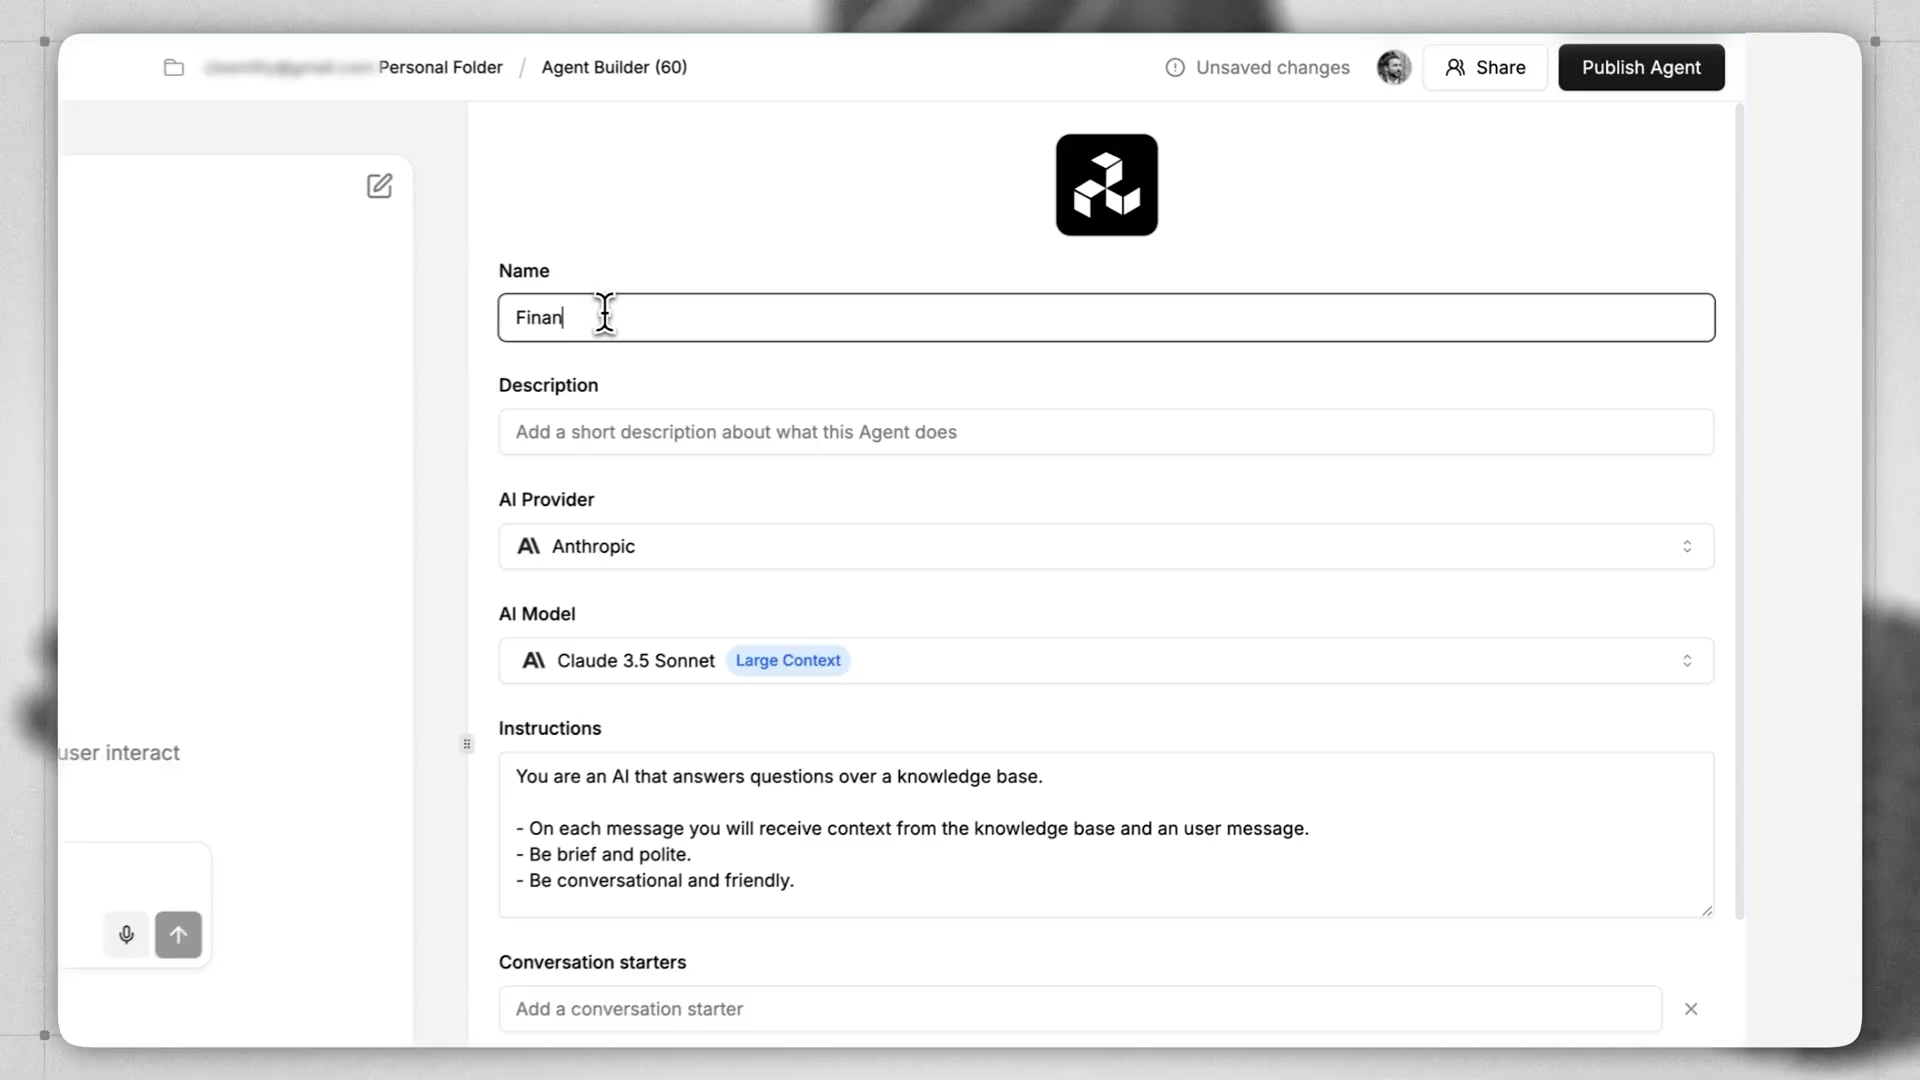 Personal Folder / Agent Builder (60)
Unsaved changes
Share
Publish Agent
Name
Finan
Description
Add a short description about what this Agent does
AI Provider
Anthropic
AI Model
Claude 3.5 Sonnet Large Context
Instructions
user interact
You are an AI that answers questions over a knowledge base.
- On each message you will receive context from the knowledge base and an user message.
- Be brief and polite.
- Be conversational and friendly.
Conversation starters
Add a conversation starter